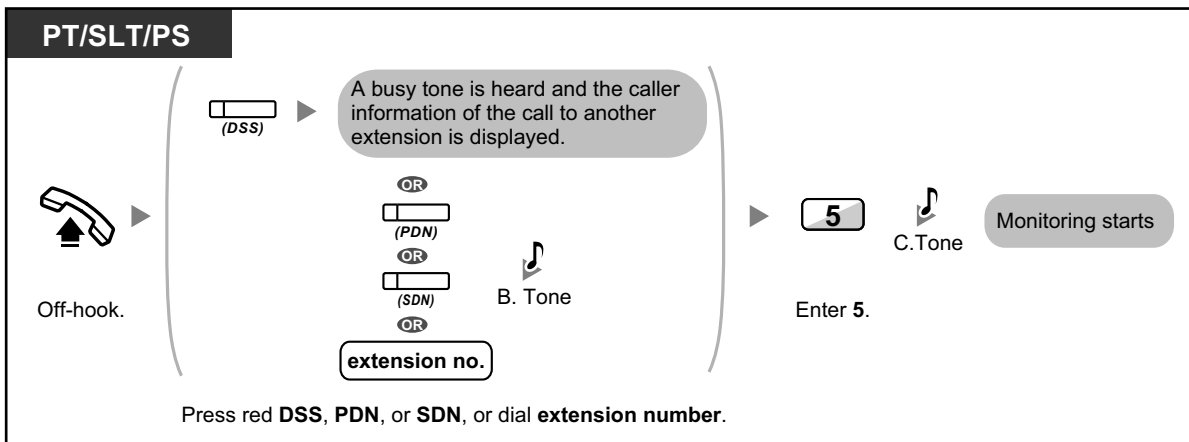 PT/SLT/PS
(DSS)
A busy tone is heard and the caller
information of the call to another
extension is displayed.
OR
(PDN)
OR
(SDN)
OR
extension no.
B. Tone
Off-hook.
Press red DSS, PDN, or SDN, or dial extension number.
5
Enter 5.
C.Tone
Monitoring starts